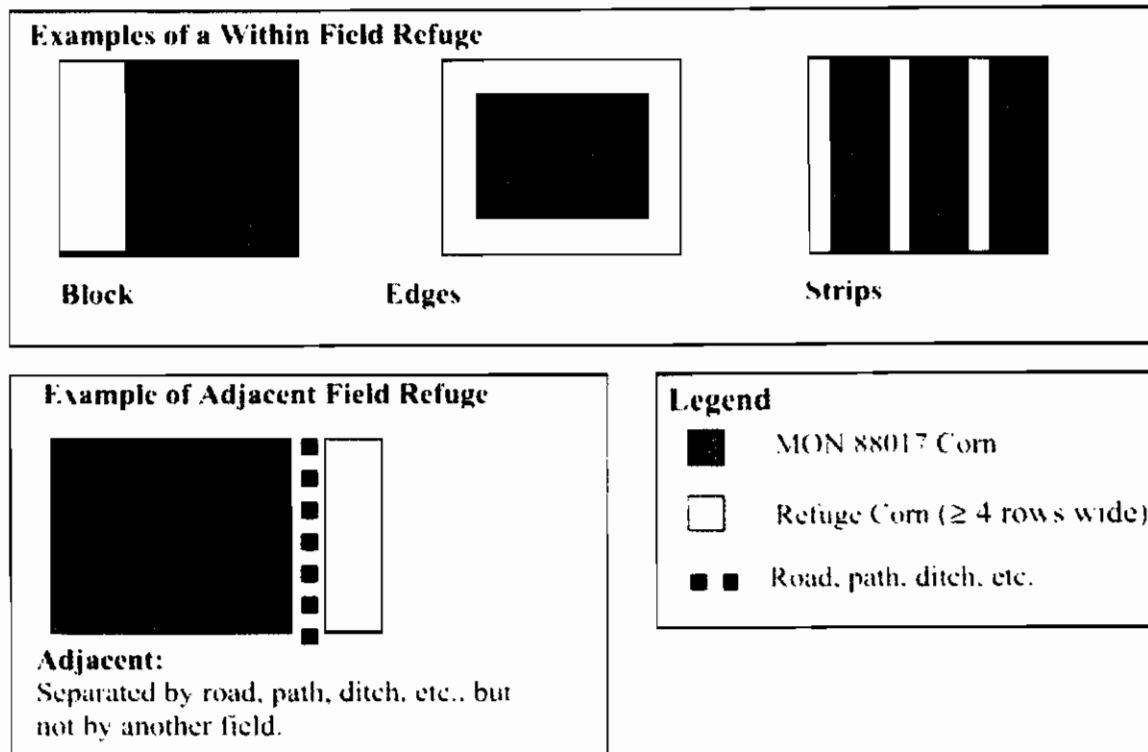 Examples of a Within Field Refuge
Block
Edges
Strips
Example of Adjacent Field Refuge
Adjacent:
Separated by road, path, ditch, etc., but
not by another field.
Legend
MON 88017 Corn
Refuge Corn (≥ 4 rows wide)
Road, path, ditch, etc.